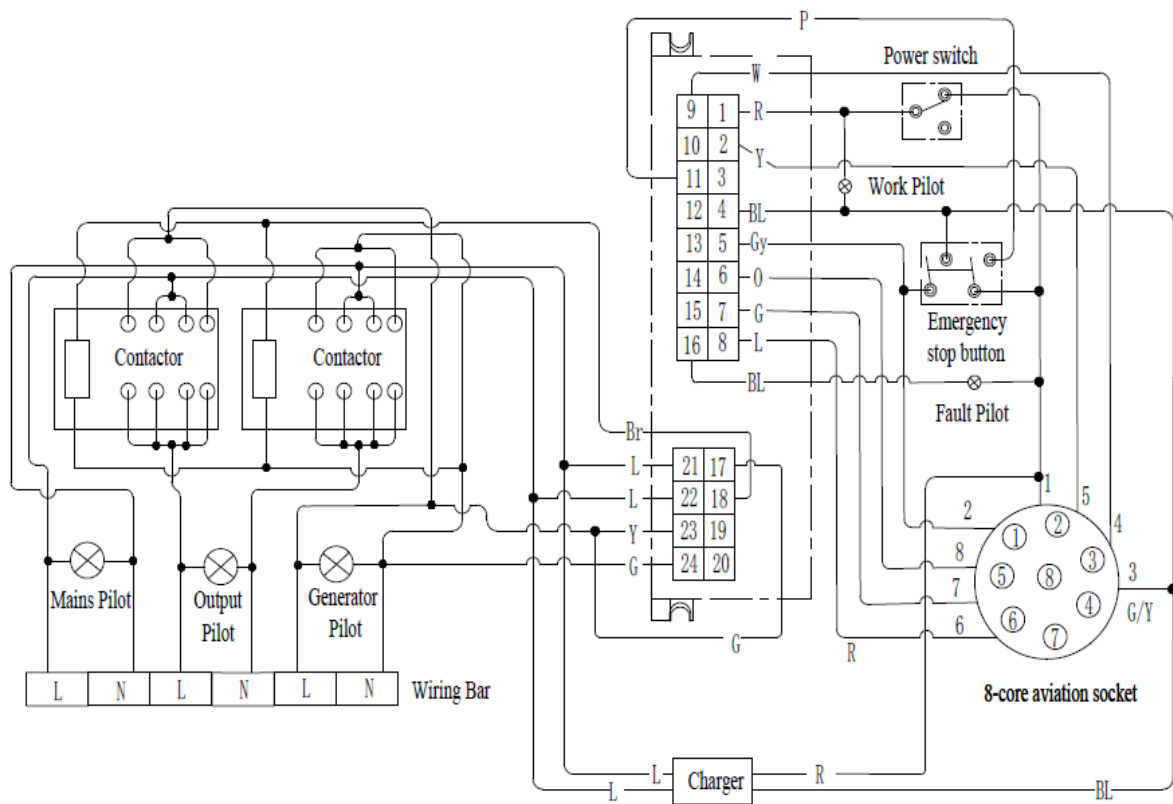 P
Power switch
W
9 1 R
10 2 Y
11 3
Work Pilot
12 4 BL
13 5 Gy
14 6 O
15 7 G
16 8 L
Emergency
stop button
BL
Fault Pilot
Contactor
Contactor
Br
L 21 17
L 22 18
Y 23 19
G 24 20
1
5
2
4
8
3
7
G/Y
6
1
2
3
5
8
4
6
7
R
G
Mains Pilot
Output
Pilot
Generator
Pilot
L N L N L N Wiring Bar
8-core aviation socket
L Charger R
L
BL